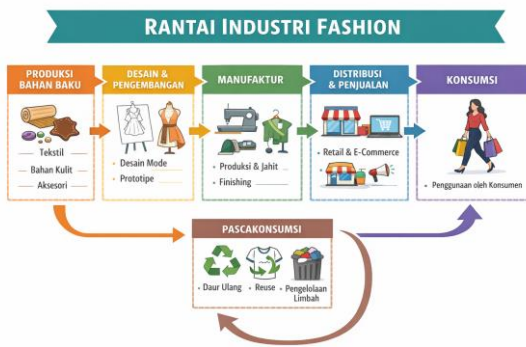 RANTAI INDUSTRI FASHION
PRODUKSI
BAHAN BAKU
Tekstil
Bahan Kulit
Aksesori
DESAIN &
PENGEMBANGAN
• Desain Mode
• Prototipe
MANUFAKTUR
• Produksi & Jahit
• Finishing
DISTRIBUSI
& PENJUALAN
• Retail & E-Commerce
KONSUMSI
• Penggunaan oleh Konsumen
PASCAKONSUMSI
• Daur Ulang
• Reuse
• Pengelolaan
Limbah